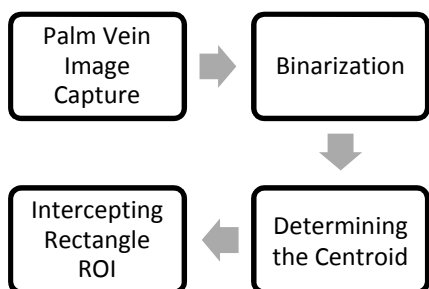 Palm Vein
Image
Capture
Binarization
Determining
the Centroid
Intercepting
Rectangle
ROI